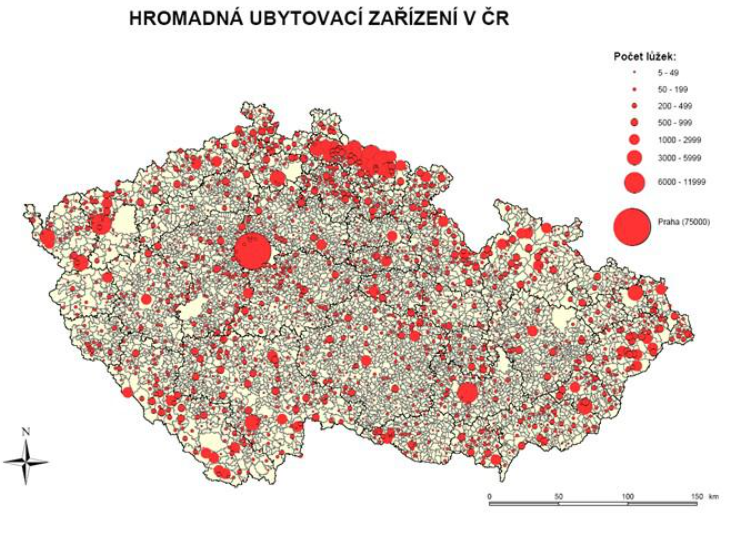 HROMADNÁ UBYTOVACÍ ZAŘÍZENÍ V ČR
Počet lůžek:
5 - 49
50 - 199
200 - 499
500 - 999
1000 - 2999
3000 - 5999
6000 - 11999
Praha (75000)
N
0 50 100 150 km